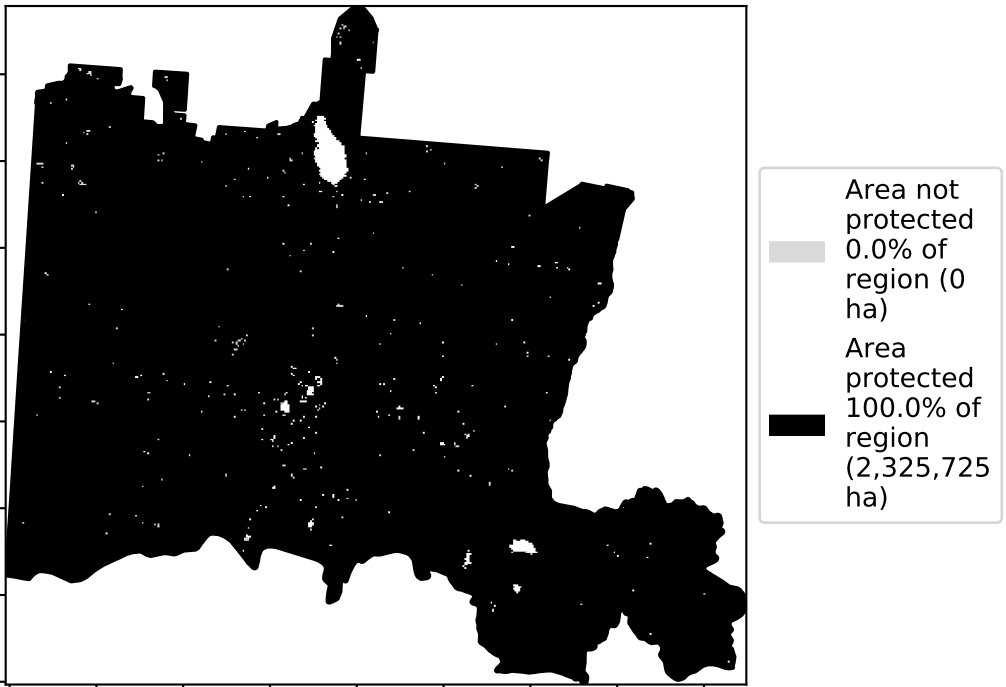 Area not
protected
0.0% of
region (0
ha)
Area
protected
100.0% of
region
(2,325,725
ha)